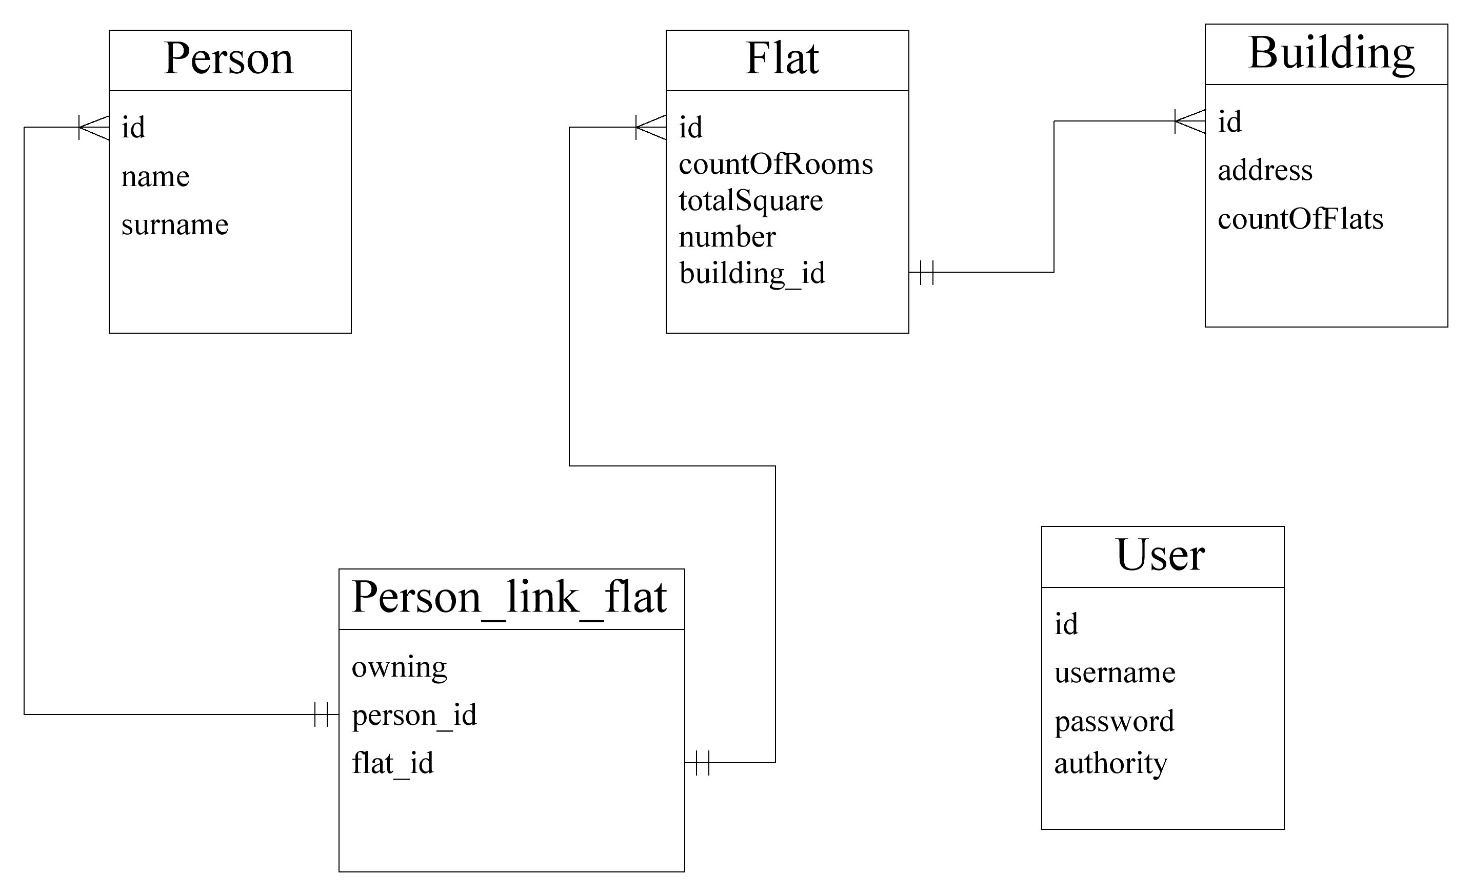 Person
id
name
surname
Flat
id
countOfRooms
totalSquare
number
building_id
Building
id
address
countOfFlats
Person_link_flat
owning
person_id
flat_id
User
id
username
password
authority